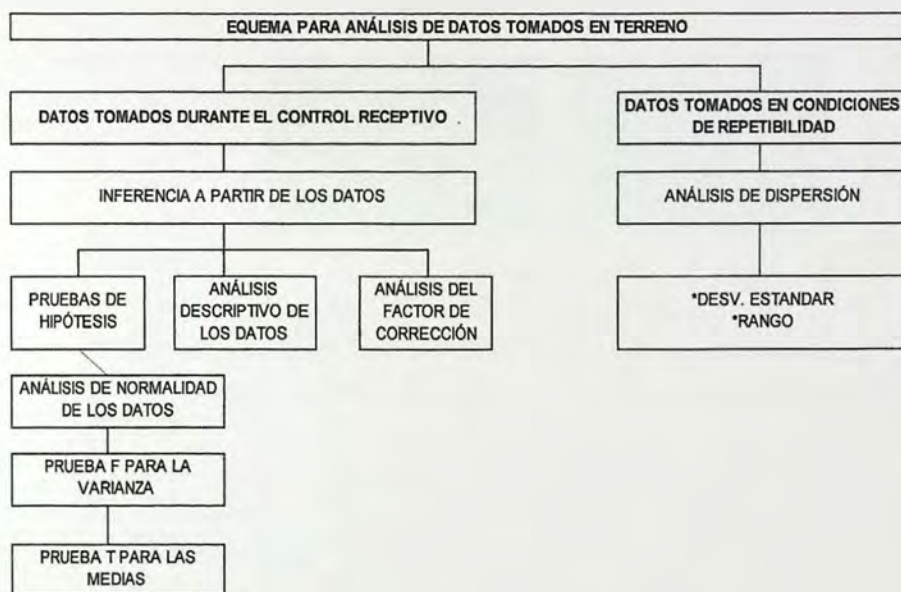 EQUEMA PARA ANÁLISIS DE DATOS TOMADOS EN TERRENO
DATOS TOMADOS DURANTE EL CONTROL RECEPTIVO
DATOS TOMADOS EN CONDICIONES
DE REPETIBILIDAD
INFERENCIA A PARTIR DE LOS DATOS
ANÁLISIS DE DISPERSIÓN
PRUEBAS DE
HIPÓTESIS
ANÁLISIS
DESCRIPTIVO DE
LOS DATOS
ANÁLISIS DEL
FACTOR DE
CORRECCIÓN
*DESV. ESTANDAR
*RANGO
ANÁLISIS DE NORMALIDAD
DE LOS DATOS
PRUEBA F PARA LA
VARIANZA
PRUEBA T PARA LAS
MEDIAS